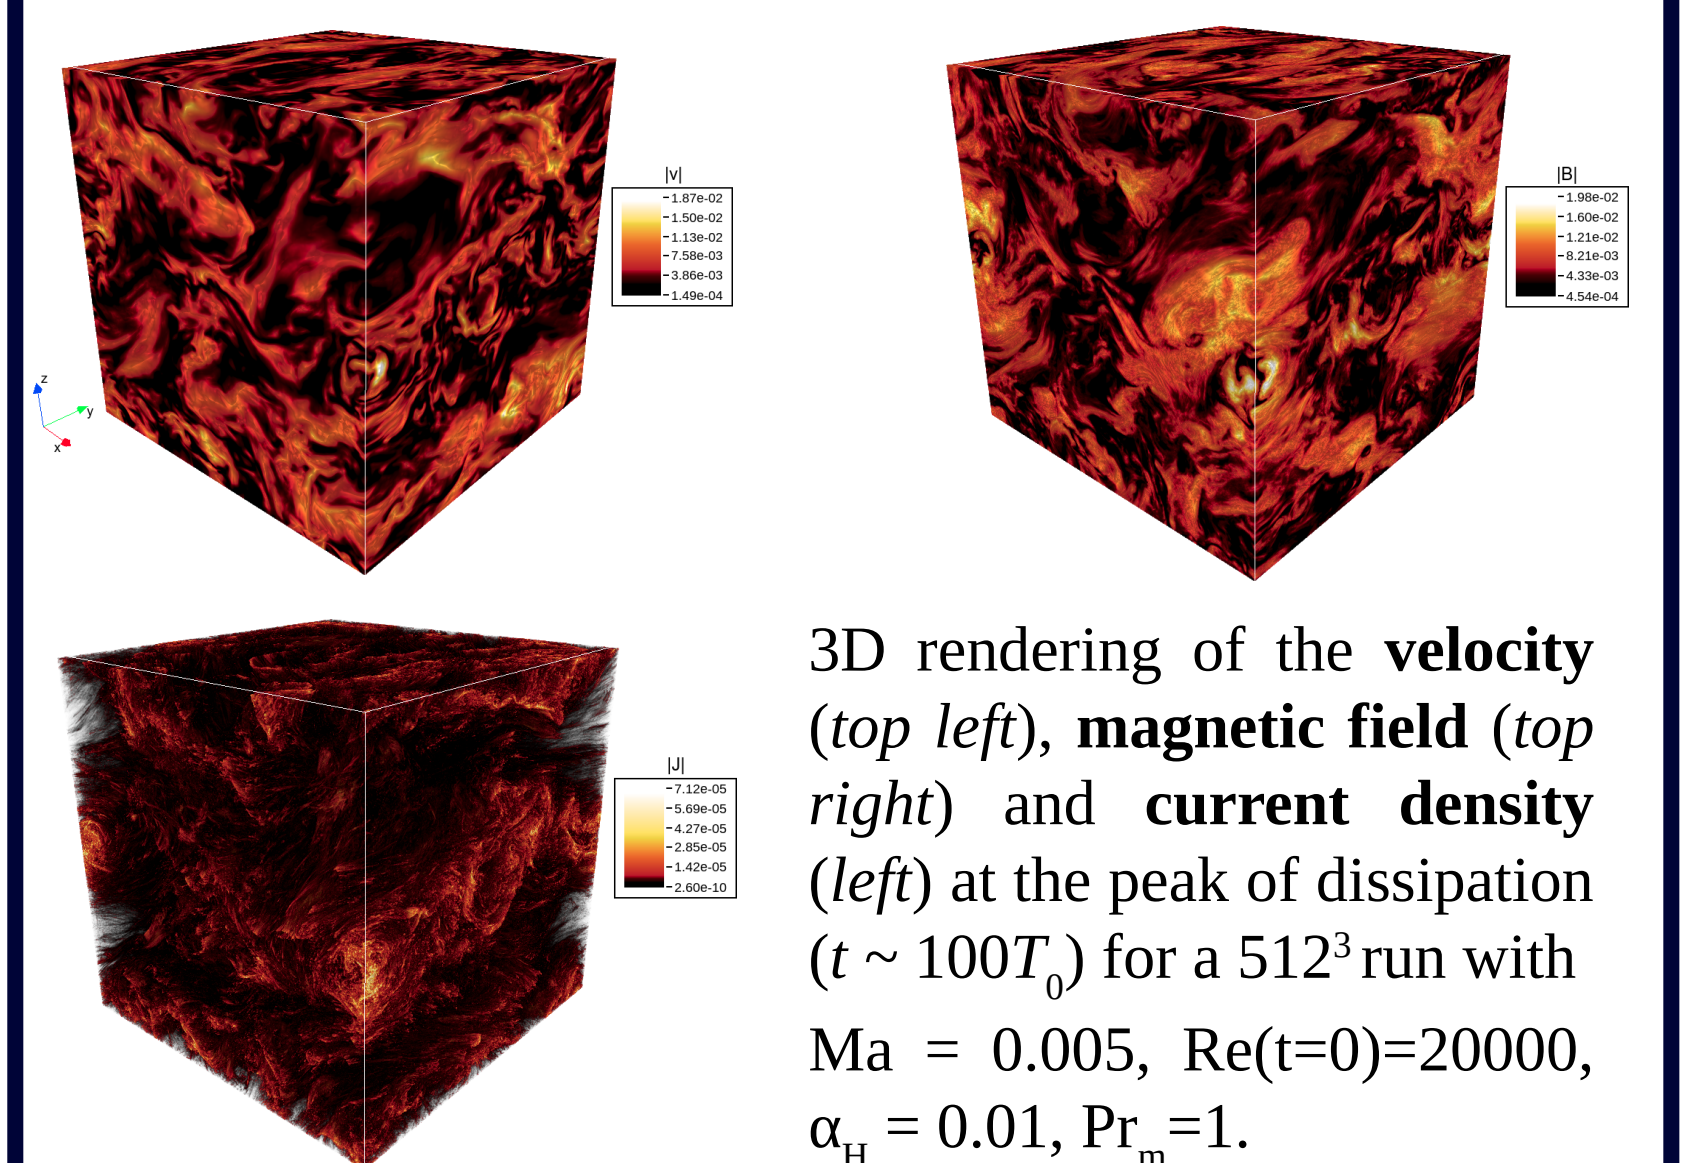 |v|
1.87e-02
1.50e-02
1.13e-02
7.58e-03
3.86e-03
1.49e-04
|B|
1.98e-02
1.60e-02
1.21e-02
8.21e-03
4.33e-03
4.54e-04
z
y
x
|J|
7.12e-05
5.69e-05
4.27e-05
2.85e-05
1.42e-05
2.60e-10
3D rendering of the velocity
(top left), magnetic field (top
right) and current density
(left) at the peak of dissipation
(t ~ 100T₀) for a 512³ run with
Ma = 0.005, Re(t=0)=20000,
α_H = 0.01, Pr_m=1.